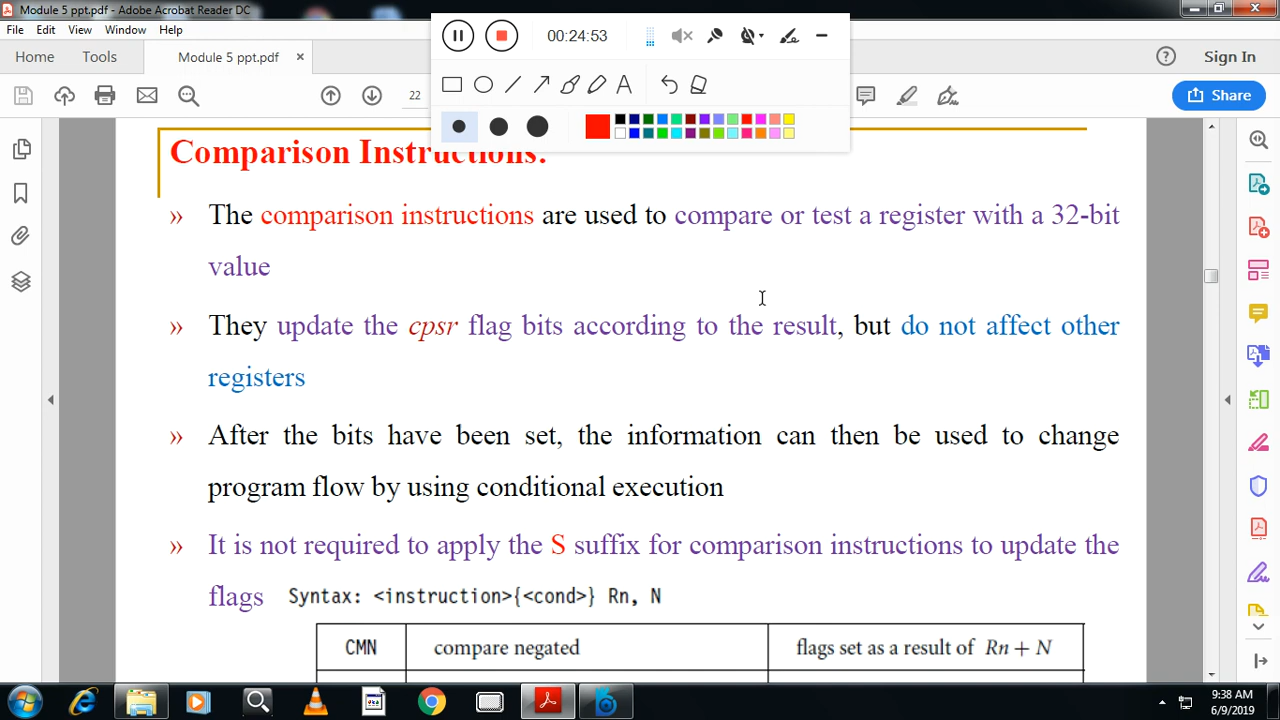 Module 5 ppt.pdf - Adobe Acrobat Reader DC
File Edit View Window Help
00:24:53
Home Tools Module 5 ppt.pdf × Sign In
22
Share
Comparison Instructions:
» The comparison instructions are used to compare or test a register with a 32-bit
value
» They update the cpsr flag bits according to the result, but do not affect other
registers
» After the bits have been set, the information can then be used to change
program flow by using conditional execution
» It is not required to apply the S suffix for comparison instructions to update the
flags Syntax: <instruction>{<cond>} Rn, N
CMN compare negated flags set as a result of Rn + N
9:38 AM
6/9/2019